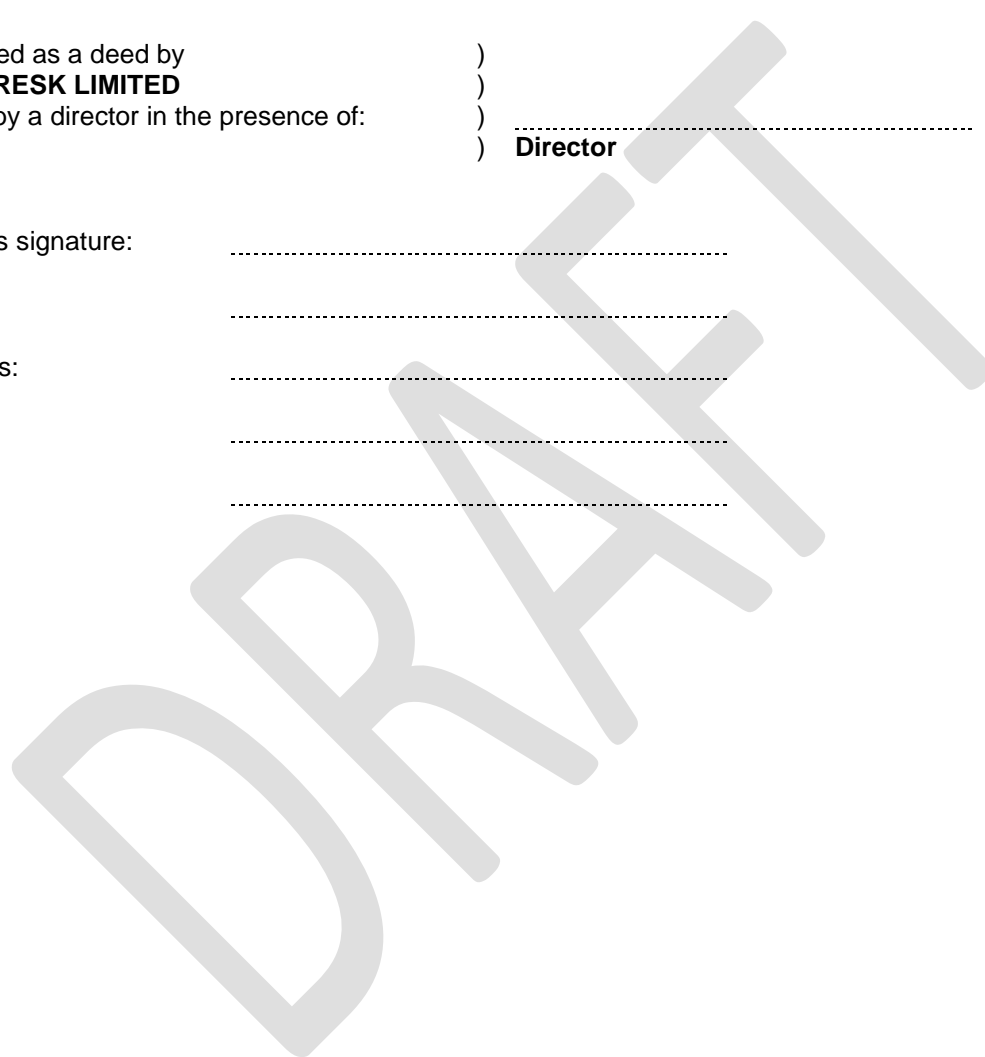 ed as a deed by )
RESK LIMITED )
by a director in the presence of: )
) Director
s signature:
s:
DRAFT